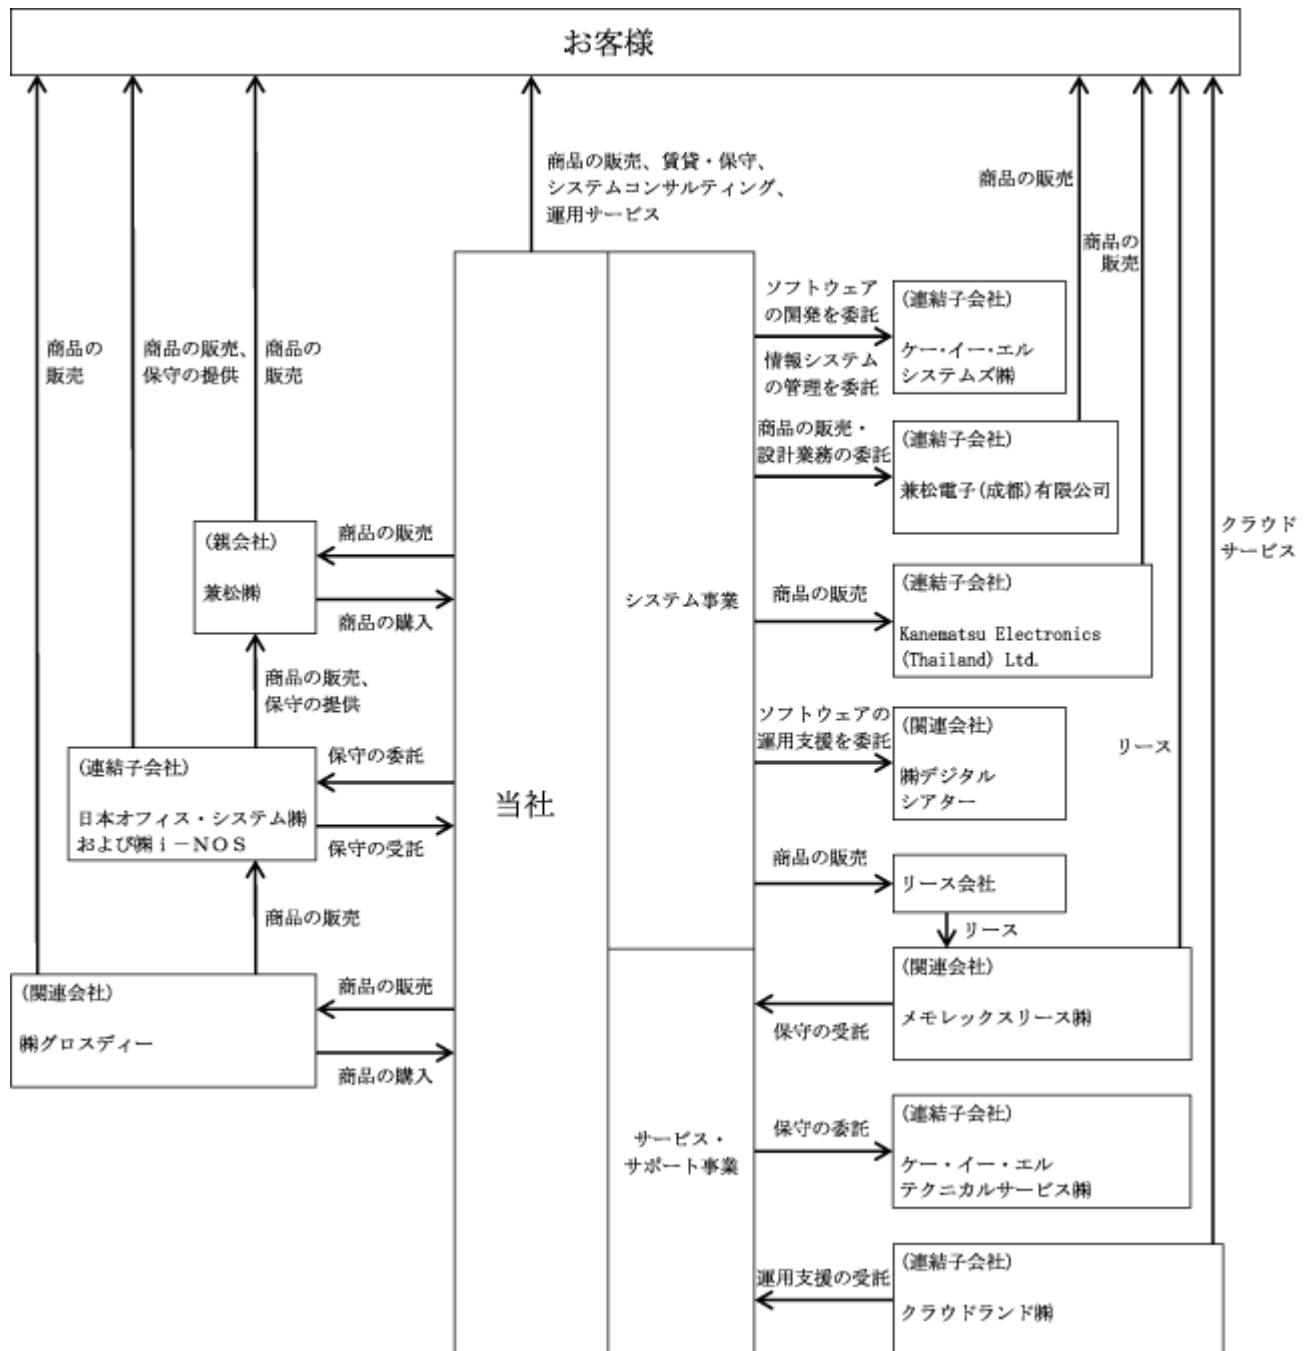 お客様
商品の販売、賃貸・保守、
システムコンサルティング、
運用サービス
商品の販売
商品の
販売
商品の
販売
商品の販売、
保守の提供
商品の
販売
ソフトウェア
の開発を委託
情報システム
の管理を委託
(連結子会社)
ケー・イー・エル
システムズ㈱
商品の販売・
設計業務の委託
(連結子会社)
兼松電子(成都)有限公司
クラウド
サービス
(親会社)
兼松㈱
商品の販売
商品の購入
システム事業
商品の販売
(連結子会社)
Kanematsu Electronics
(Thailand) Ltd.
商品の販売、
保守の提供
ソフトウェアの
運用支援を委託
(関連会社)
㈱デジタル
シアター
リース
(連結子会社)
日本オフィス・システム㈱
および㈱ｉ－ＮＯＳ
保守の委託
保守の受託
当社
商品の販売
リース会社
リース
商品の販売
(関連会社)
㈱グロスディー
商品の販売
商品の購入
(関連会社)
メモレックスリース㈱
保守の受託
サービス・
サポート事業
保守の委託
(連結子会社)
ケー・イー・エル
テクニカルサービス㈱
運用支援の受託
(連結子会社)
クラウドランド㈱